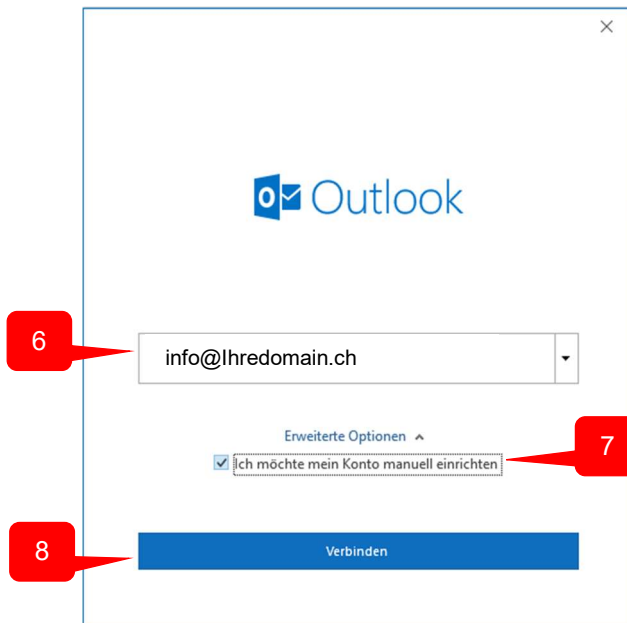 Outlook
6
info@Ihredomain.ch
Erweiterte Optionen
7
Ich möchte mein Konto manuell einrichten
8
Verbinden